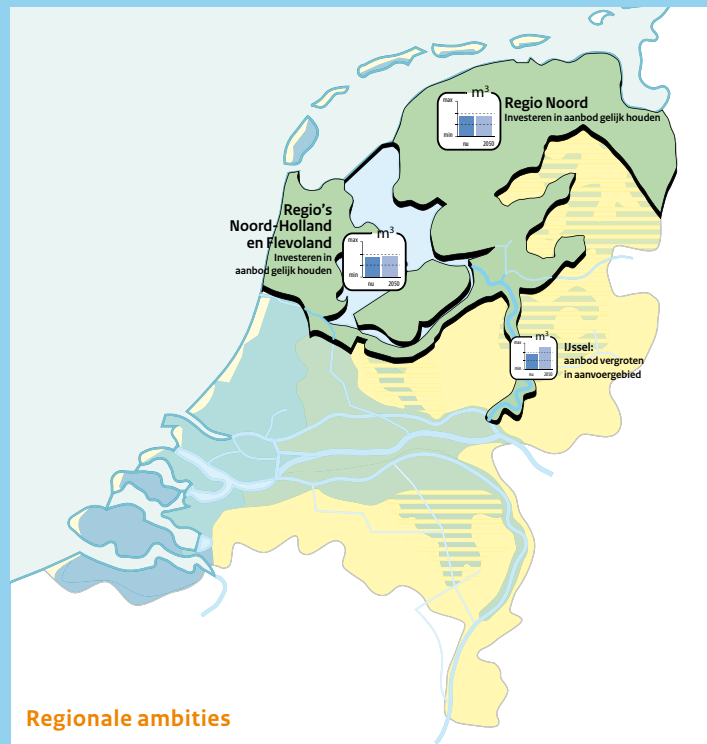 m³
max
min
nu 2050
Regio Noord
Investeren in aanbod gelijk houden
Regio's
Noord-Holland
en Flevoland
Investeren in
aanbod gelijk houden
m³
max
min
nu 2050
m³
max
min
nu 2050
IJssel:
aanbod vergroten
in aanvoergebied
Regionale ambities